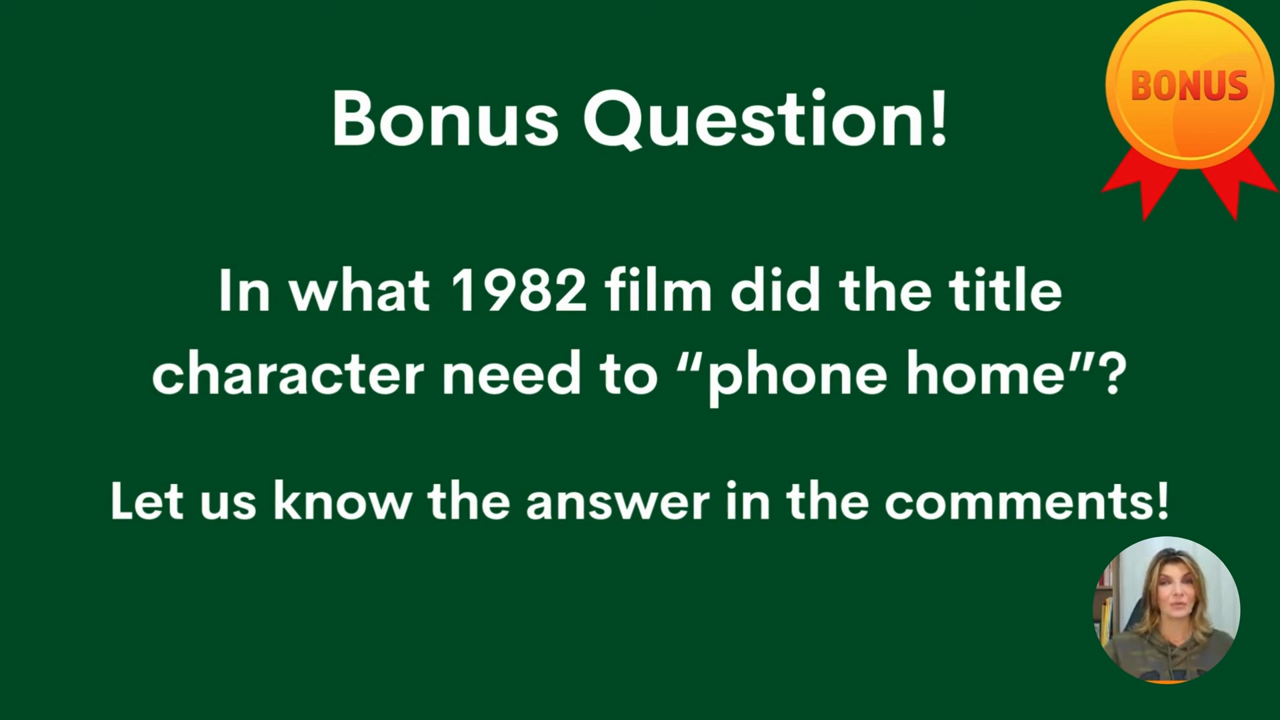 BONUS
Bonus Question!
In what 1982 film did the title
character need to “phone home”?
Let us know the answer in the comments!